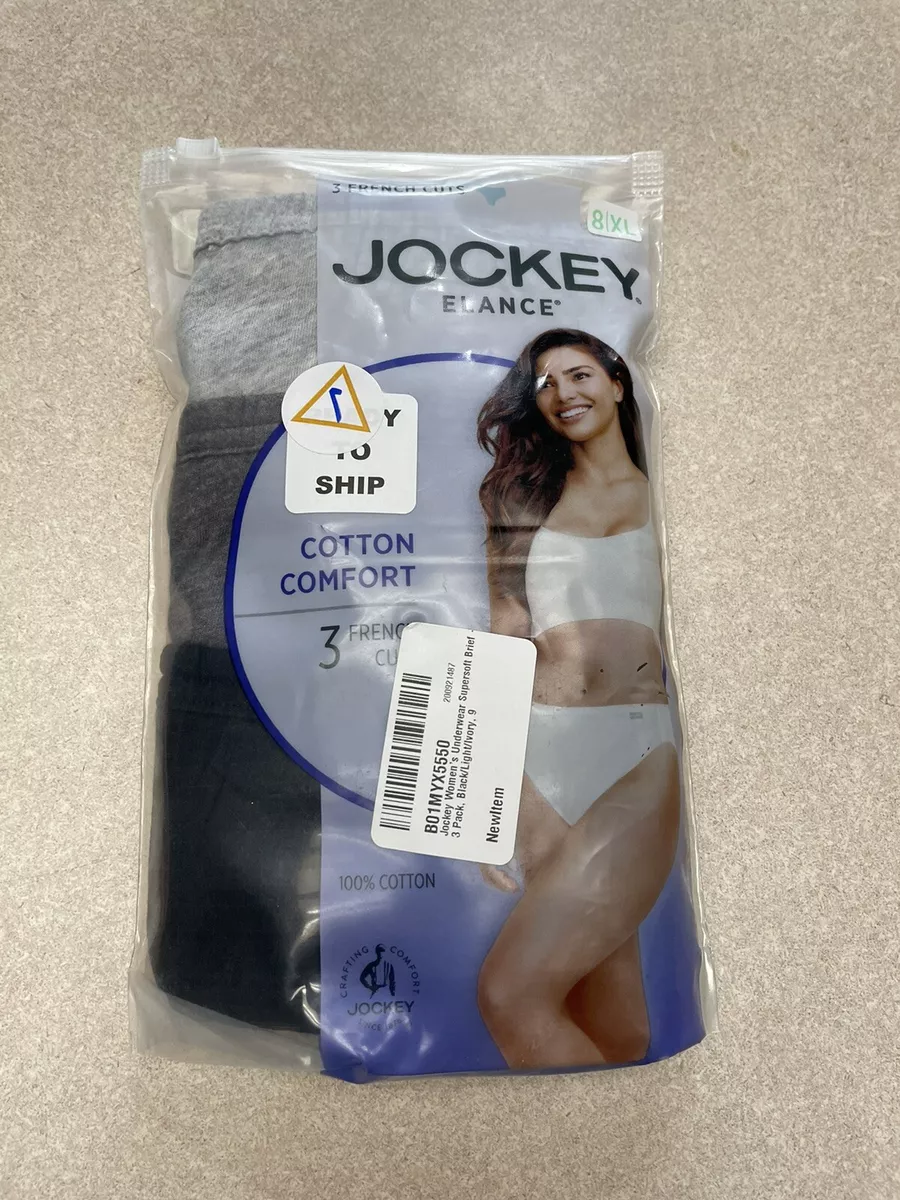 3 FRENCH CUTS
8/XL
JOCKEY®
ELANCE®
TO
SHIP
COTTON
COMFORT
3
200921487
B01MYX5550
Jockey Women's Underwear Supersoft Brief -
3 Pack, Black/Light/Ivory, 9
NewItem
100% COTTON
CRAFTING COMFORT
JOCKEY